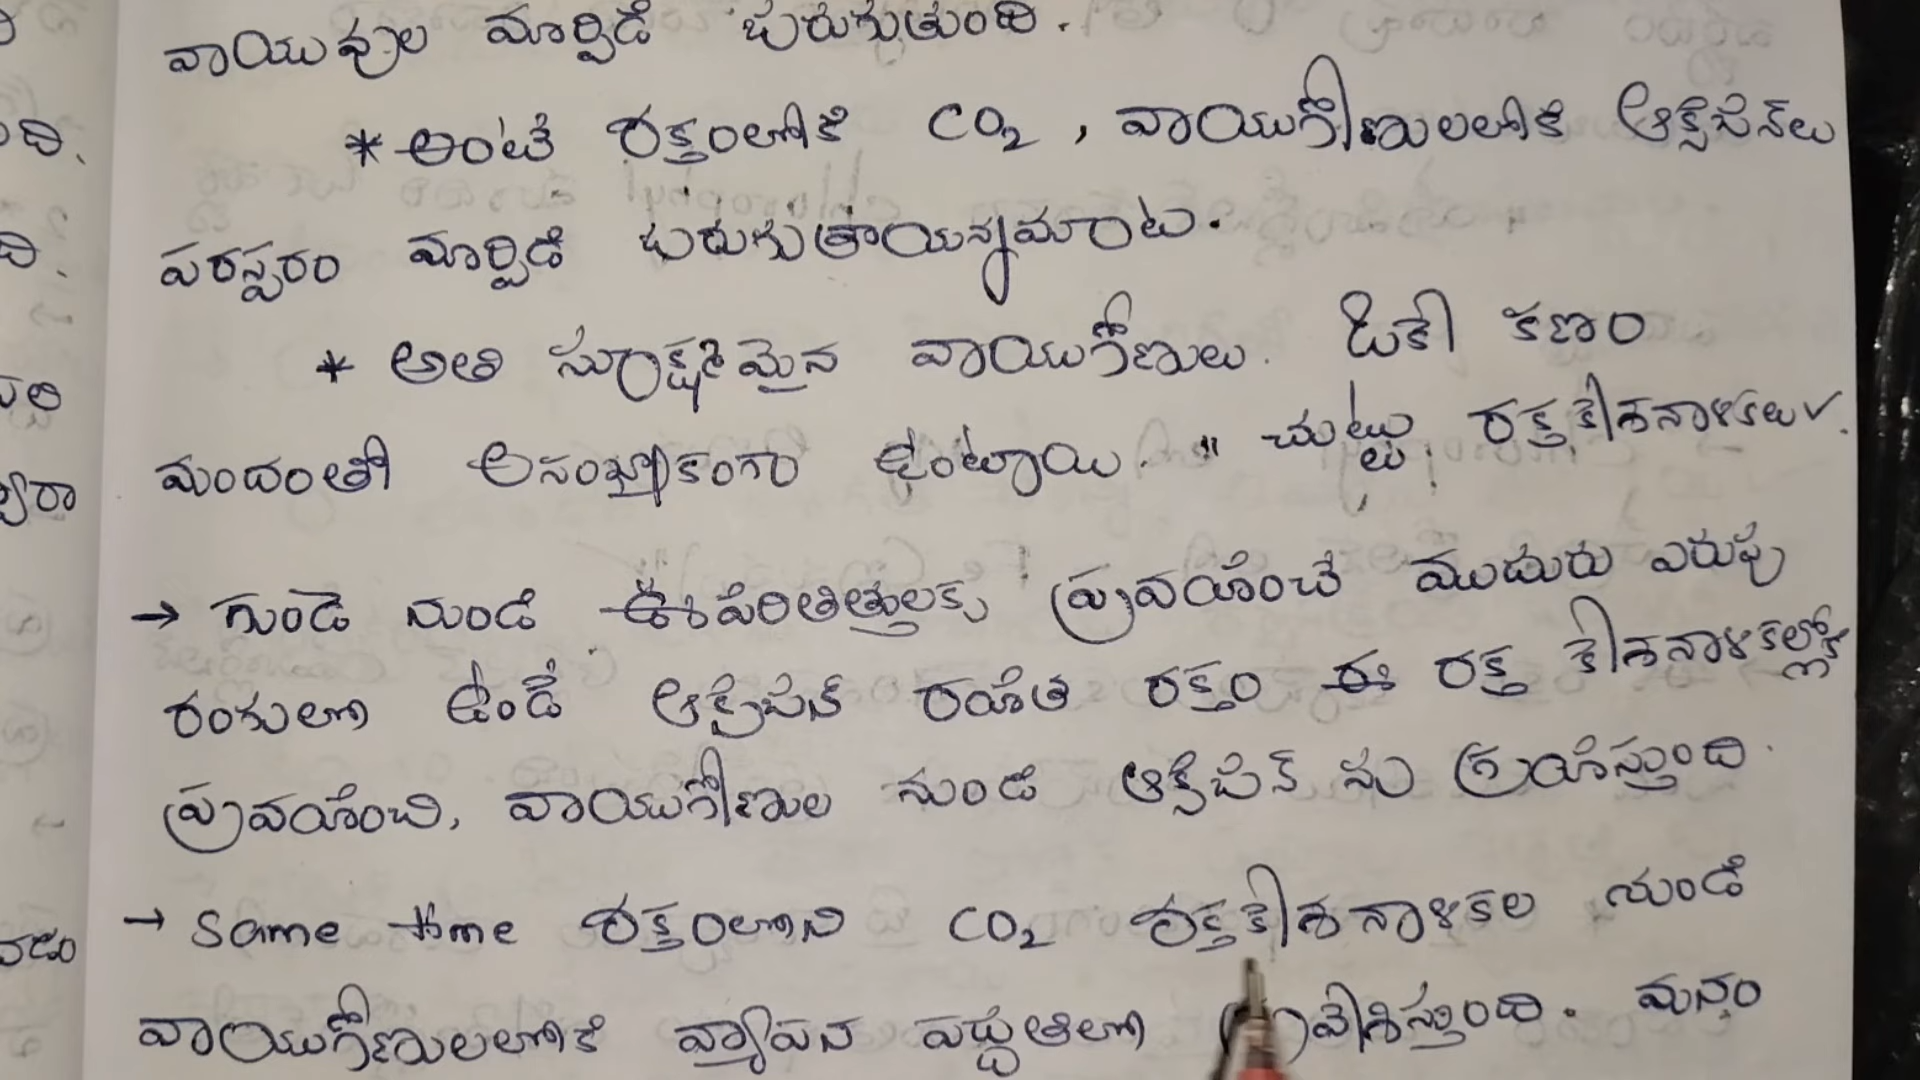 వాయువుల మార్పిడి జరుగుతుంది.
* అంటే రక్తంలోకి CO₂, వాయుగోణులలోకి ఆక్సిజన్‌లు
పరస్పరం మార్పిడి జరుగుతాయన్నమాట.
* అతి సూక్ష్మమైన వాయుగోణులు. ఓకే కణం
మందంతో అసంఖ్యాకంగా ఉంటాయి. " చుట్టు రక్తకేశనాళికలు✓.
→ గుండె నుండి ఊపిరితిత్తులకు ప్రవహించే ముదురు ఎరుపు
రంగులో ఉండే ఆక్సిజన్ రహిత రక్తం ఈ రక్త కేశనాళికల్లోకి
ప్రవహించి, వాయుగోణుల నుండి ఆక్సిజన్ ను గ్రహిస్తుంది.
→ Same time రక్తంలోని CO₂ రక్తకేశనాళికల నుండి
వాయుగోణులలోకి వ్యాపన పద్ధతిలో ప్రవేశిస్తుంది. మనం